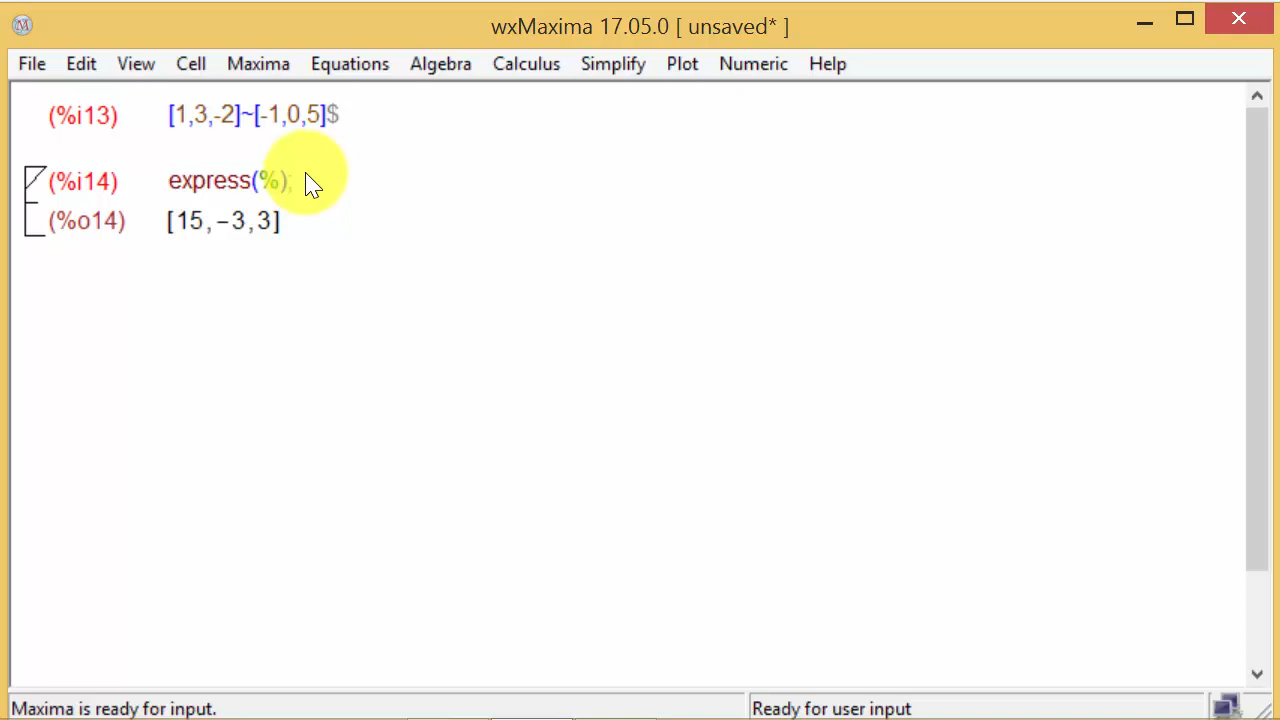 wxMaxima 17.05.0 [ unsaved* ]
File Edit View Cell Maxima Equations Algebra Calculus Simplify Plot Numeric Help
(%i13) [1,3,-2]~[-1,0,5]$
(%i14) express(%);
(%o14) [15,−3,3]
Maxima is ready for input. Ready for user input